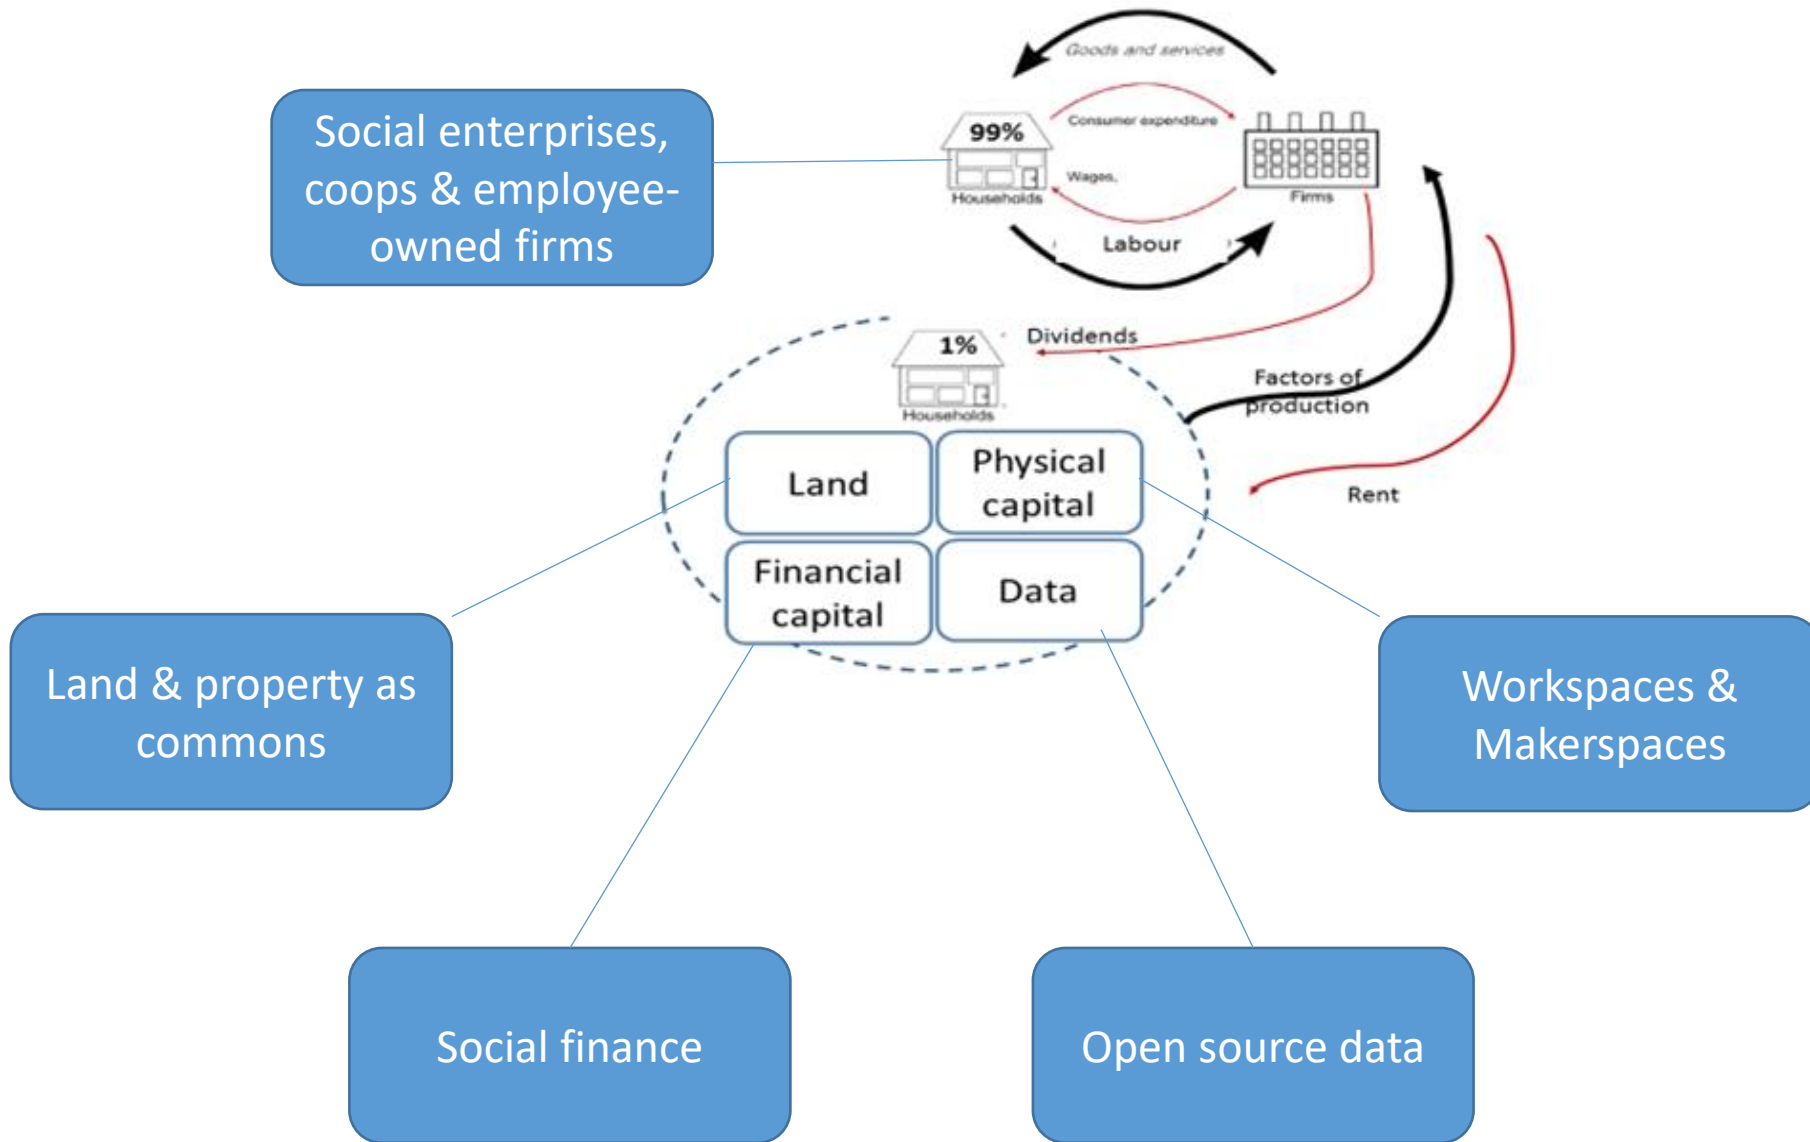 Goods and services
Social enterprises,
coops & employee-
owned firms
99%
Households
Consumer expenditure
Wages,
Firms
Labour
1%
Households
Dividends
Factors of
production
Rent
Land
Physical
capital
Financial
capital
Data
Land & property as
commons
Workspaces &
Makerspaces
Social finance
Open source data